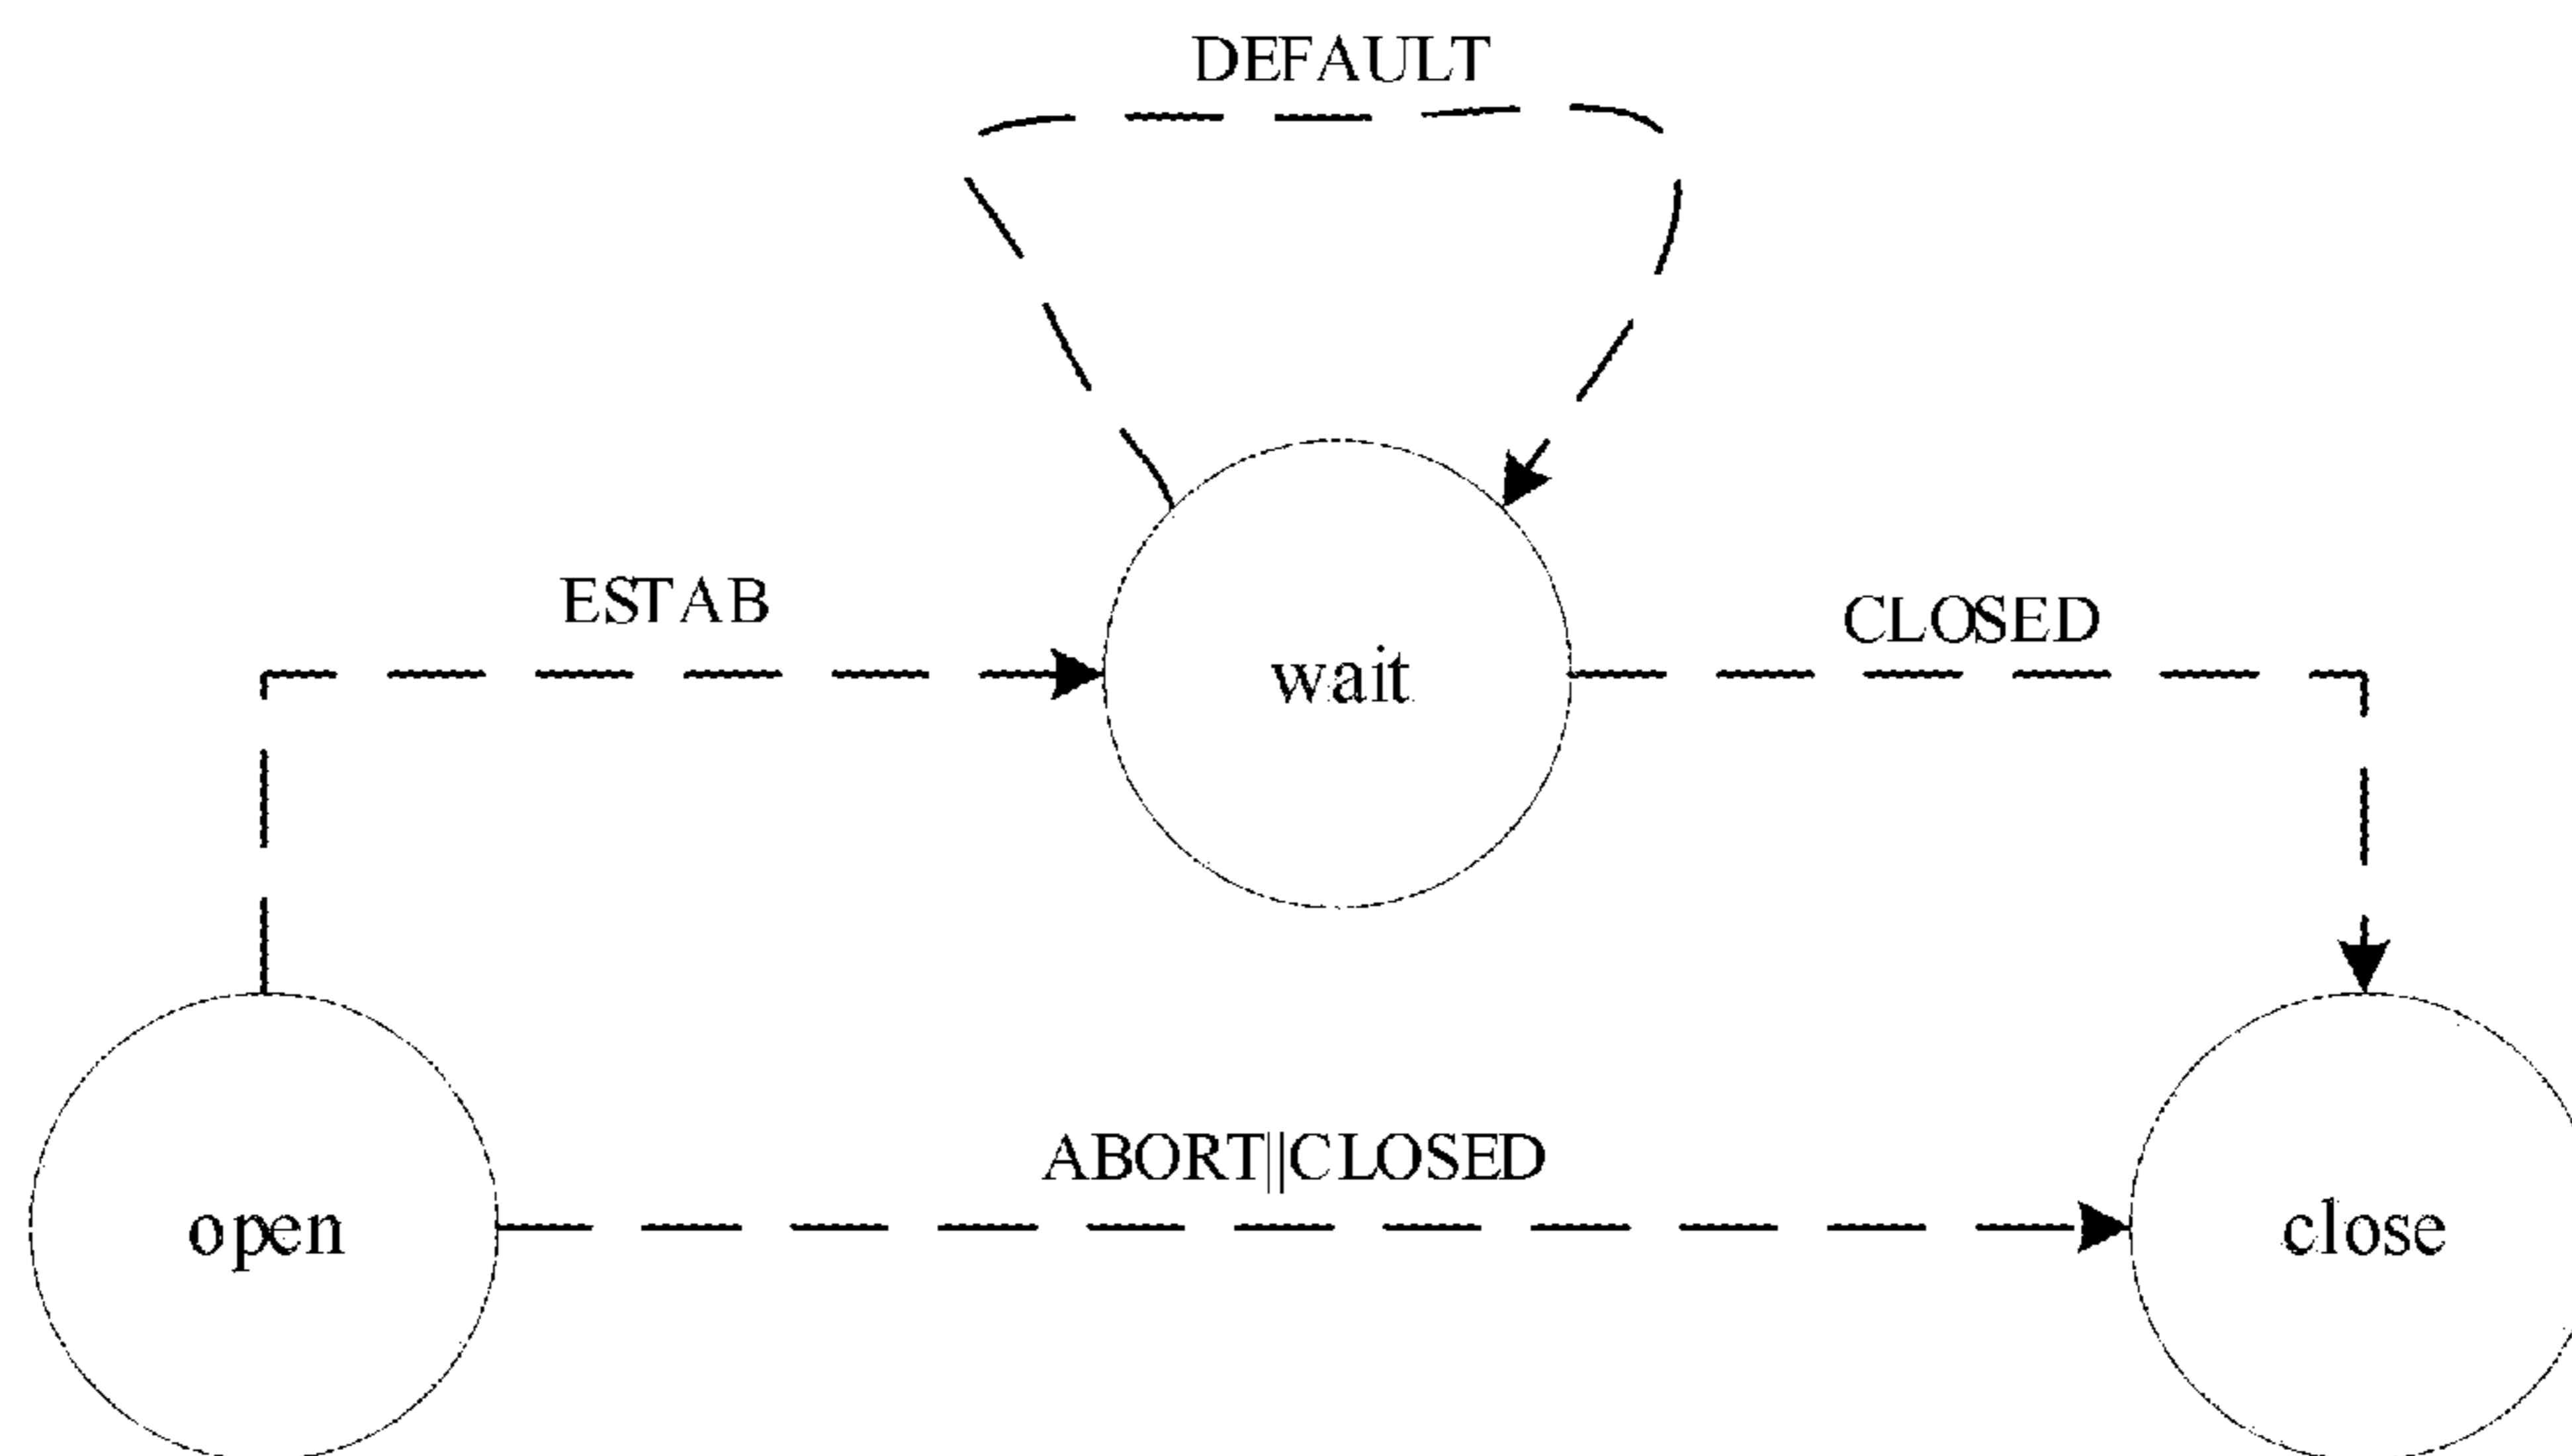 DEFAULT
ESTAB
CLOSED
wait
ABORT||CLOSED
open
close